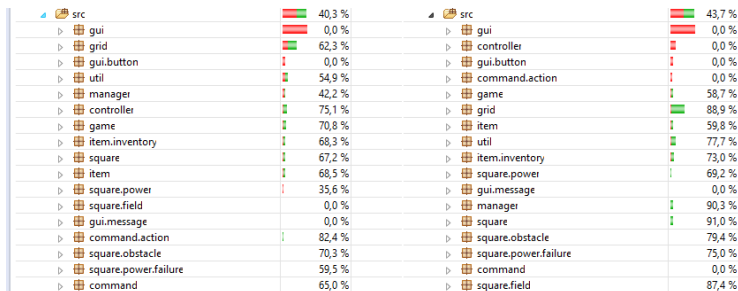 src 40,3 % src 43,7 %
gui 0,0 % gui 0,0 %
grid 62,3 % controller 0,0 %
gui.button 0,0 % gui.button 0,0 %
util 54,9 % command.action 0,0 %
manager 42,2 % game 58,7 %
controller 75,1 % grid 88,9 %
game 70,8 % item 59,8 %
item.inventory 68,3 % util 77,7 %
square 67,2 % item.inventory 73,0 %
item 68,5 % square.power 69,2 %
square.power 35,6 % gui.message 0,0 %
square.field 0,0 % manager 90,3 %
gui.message 0,0 % square 91,0 %
command.action 82,4 % square.obstacle 79,4 %
square.obstacle 70,3 % square.power.failure 75,0 %
square.power.failure 59,5 % command 0,0 %
command 65,0 % square.field 87,4 %